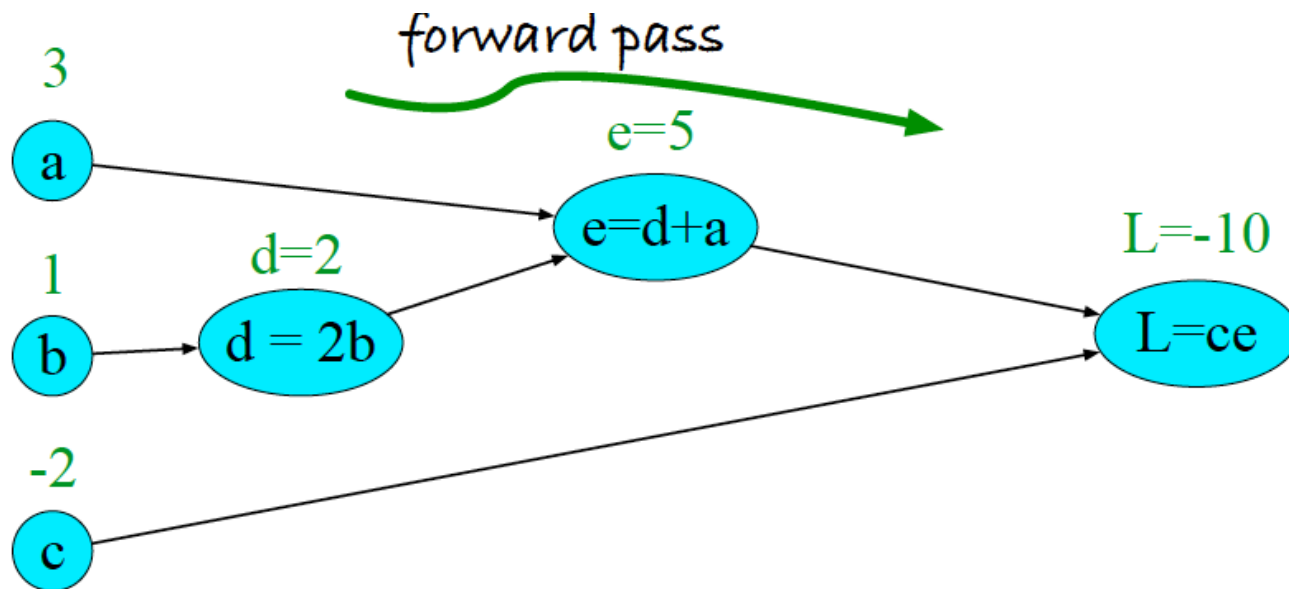 forward pass
3
a
e=5
e=d+a
1
b
d=2
d = 2b
L=-10
L=ce
-2
c